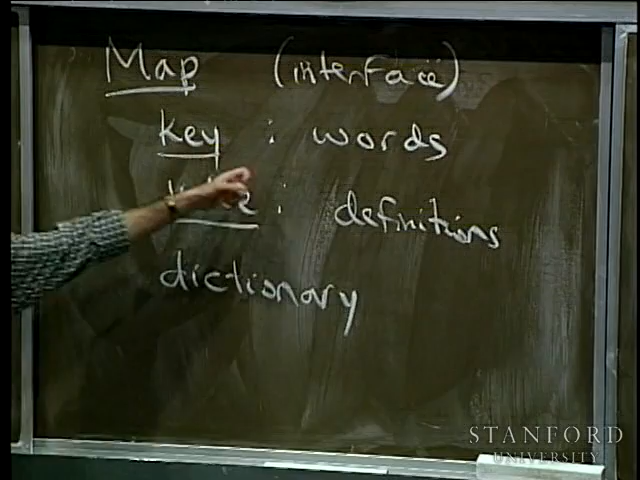 Map (interface)
key : words
: definitions
dictionary
STANFORD
UNIVERSITY